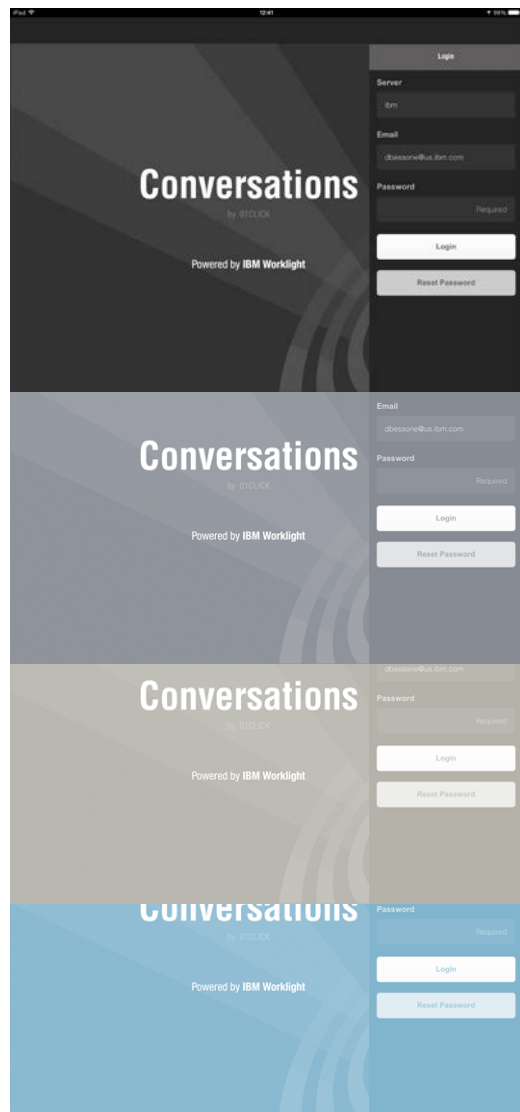 iPad
12:41
99%
Login
Server
ibm
Email
dbessone@us.ibm.com
Password
Required
Login
Reset Password
Conversations
by 01CLICK
Powered by IBM Worklight
Email
dbessone@us.ibm.com
Password
Required
Login
Reset Password
Conversations
by 01CLICK
Powered by IBM Worklight
dbessone@us.ibm.com
Password
Required
Login
Reset Password
Conversations
by 01CLICK
Powered by IBM Worklight
Password
Required
Login
Reset Password
Conversations
by 01CLICK
Powered by IBM Worklight